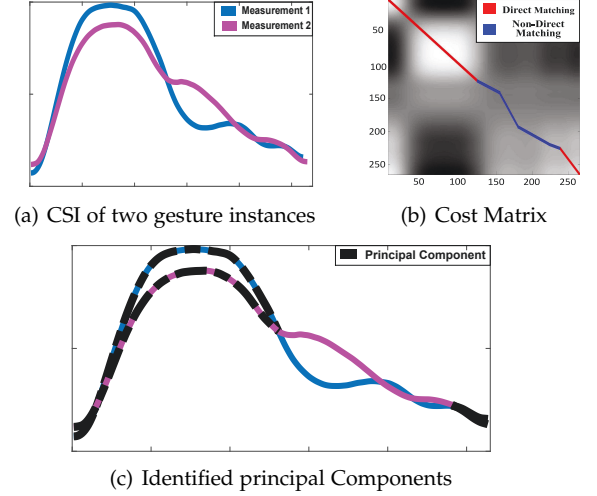 Measurement 1
Measurement 2
(a) CSI of two gesture instances
Direct Matching
Non-Direct
Matching
50
100
150
200
250
50
100
150
200
250
(b) Cost Matrix
Principal Component
(c) Identified principal Components